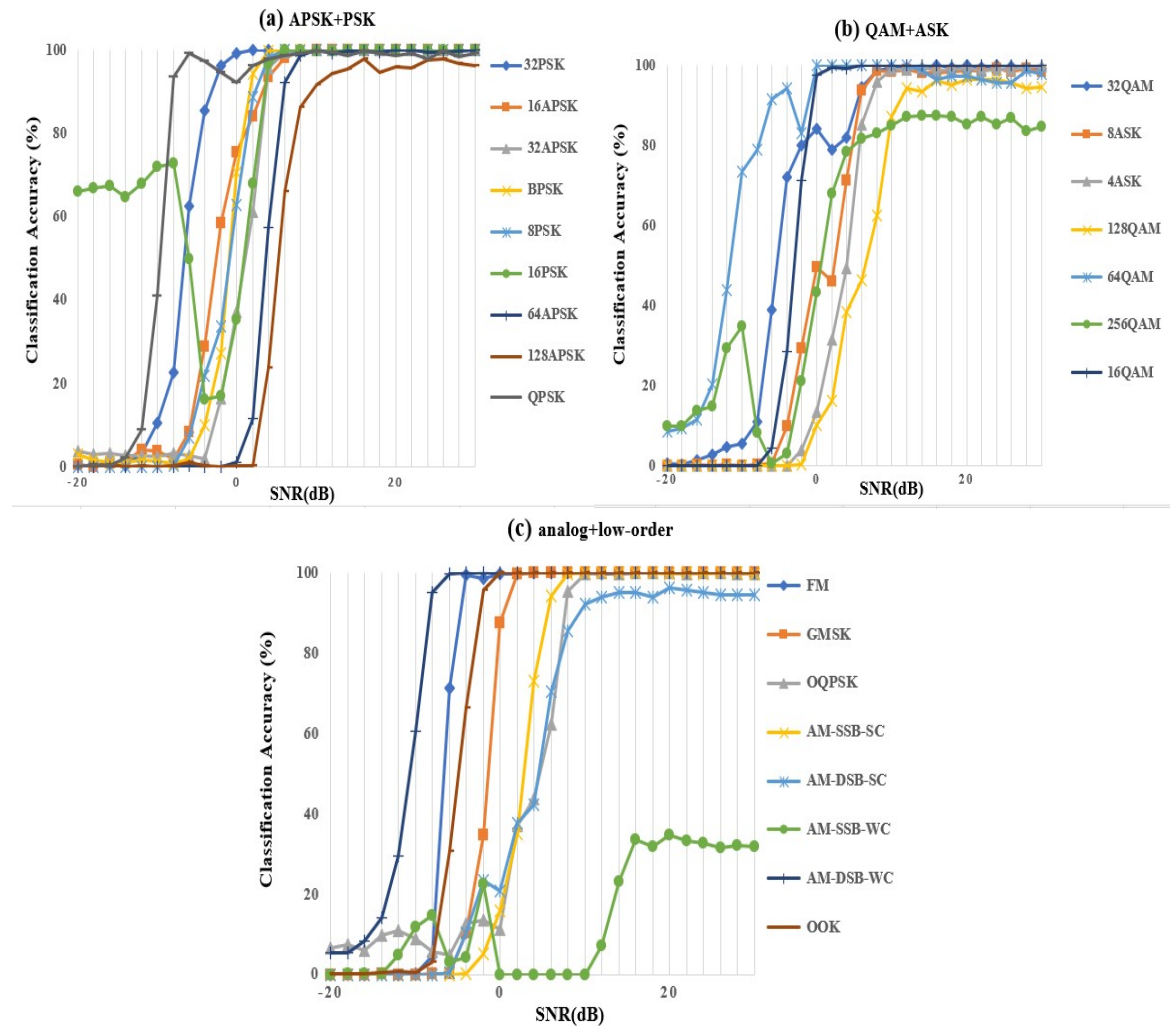 (a) APSK+PSK
100
80
60
40
20
0
-20
0
20
SNR(dB)
Classification Accuracy (%)
32PSK
16APSK
32APSK
BPSK
8PSK
16PSK
64APSK
128APSK
QPSK
(b) QAM+ASK
100
80
60
40
20
0
-20
0
20
SNR(dB)
Classification Accuracy (%)
32QAM
8ASK
4ASK
128QAM
64QAM
256QAM
16QAM
(c) analog+low-order
100
80
60
40
20
0
-20
0
20
SNR(dB)
Classification Accuracy (%)
FM
GMSK
OQPSK
AM-SSB-SC
AM-DSB-SC
AM-SSB-WC
AM-DSB-WC
OOK